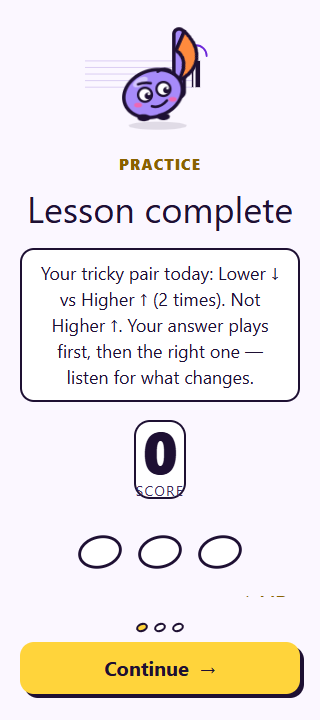 PRACTICE
Lesson complete
Your tricky pair today: Lower ↓
vs Higher ↑ (2 times). Not
Higher ↑. Your answer plays
first, then the right one —
listen for what changes.
0
SCORE
Continue →